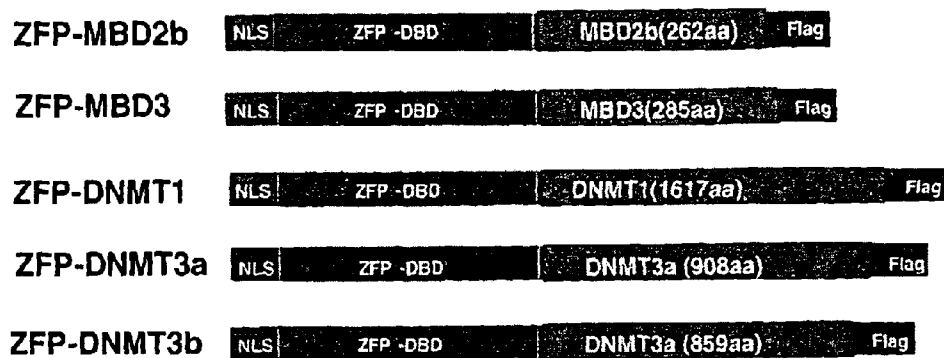 ZFP-MBD2b NLS ZFP -DBD MBD2b(262aa) Flag
ZFP-MBD3 NLS ZFP -DBD MBD3(285aa) Flag
ZFP-DNMT1 NLS ZFP -DBD DNMT1(1617aa) Flag
ZFP-DNMT3a NLS ZFP -DBD DNMT3a (908aa) Flag
ZFP-DNMT3b NLS ZFP -DBD DNMT3a (859aa) Flag